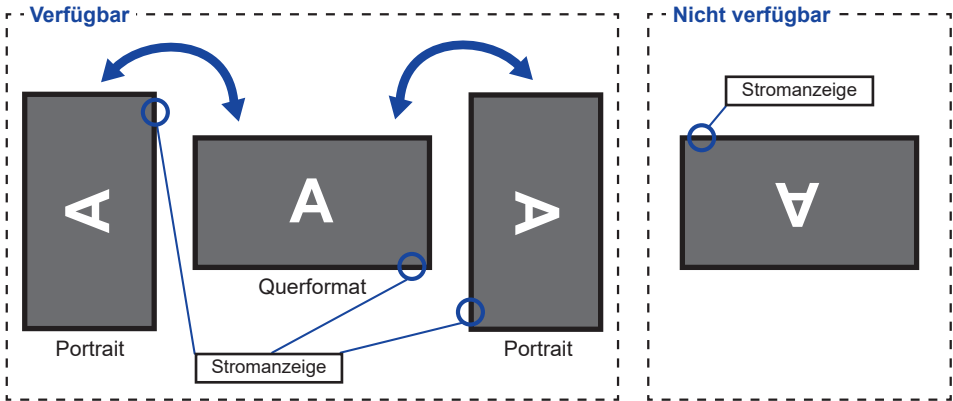 Verfügbar
Nicht verfügbar
Stromanzeige
A
A
A
A
Querformat
Portrait
Portrait
Stromanzeige